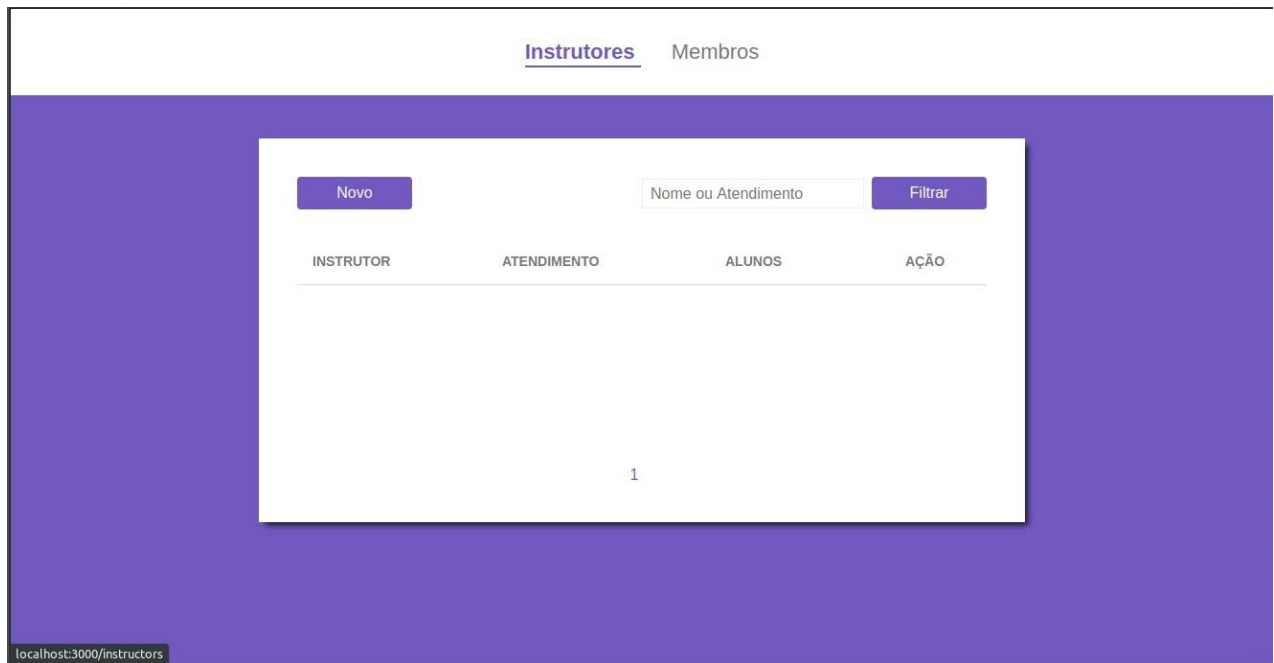 Instrutores Membros
Novo Nome ou Atendimento Filtrar
INSTRUTOR ATENDIMENTO ALUNOS AÇÃO
1
localhost:3000/instructors